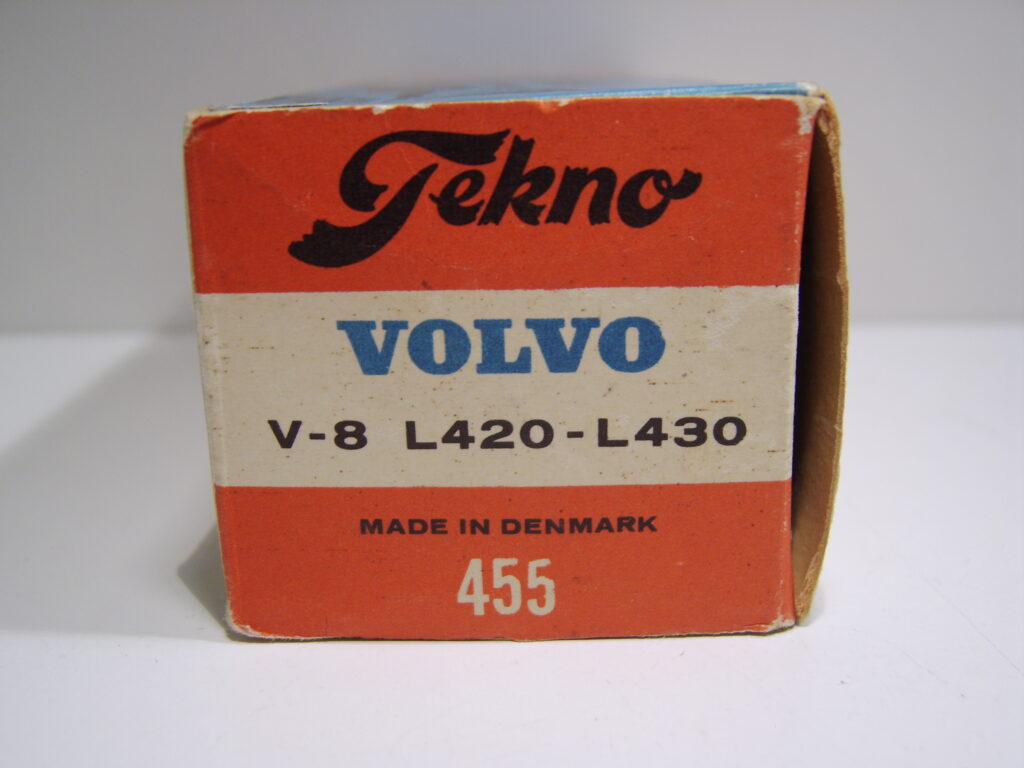 Tekno
VOLVO
V-8 L420-L430
MADE IN DENMARK
455